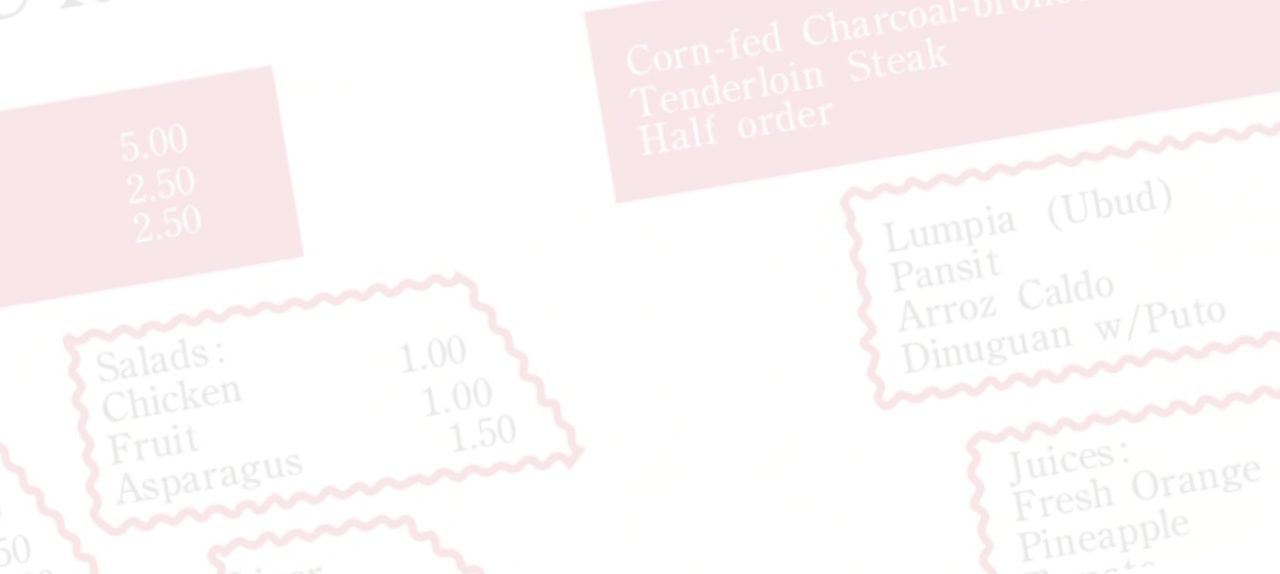 Corn-fed Charcoal-
Tenderloin Steak
Half order
5.00
2.50
2.50
Lumpia (Ubud)
Pansit
Arroz Caldo
Dinuguan w/Puto
Salads:
Chicken 1.00
Fruit 1.00
Asparagus 1.50
Juices:
Fresh Orange
Pineapple
50